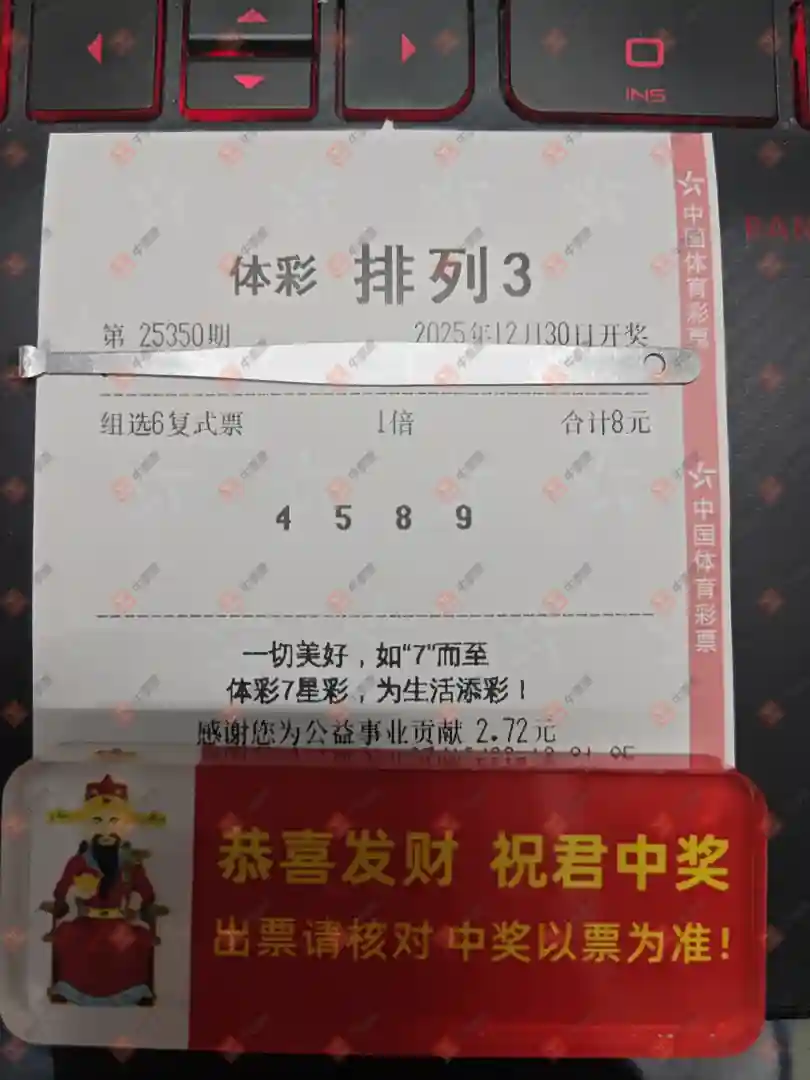 INS
体彩 排列3
第 25350期 2025年12月30日开奖
组选6复式票 1倍 合计8元
4 5 8 9
一切美好，如“7”而至
体彩7星彩，为生活添彩！
感谢您为公益事业贡献 2.72元
中国体育彩票
中国体育彩票
恭喜发财 祝君中奖
出票请核对 中奖以票为准!